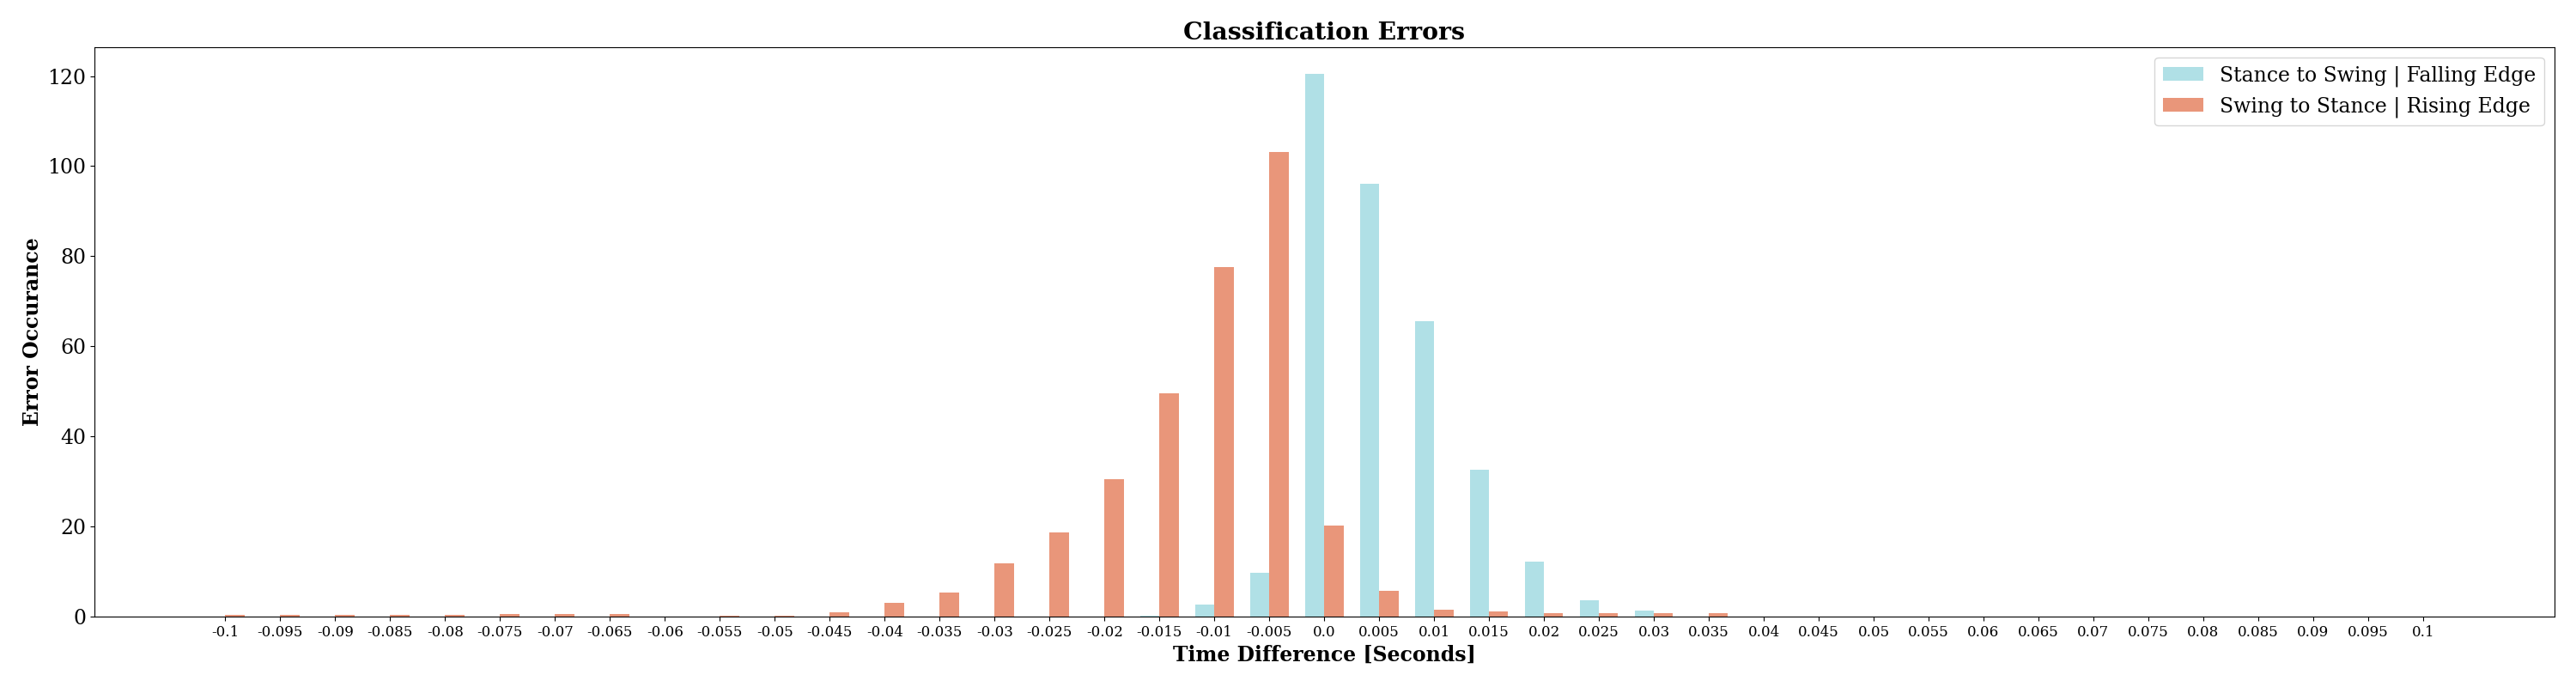 Classification Errors
Stance to Swing | Falling Edge
Swing to Stance | Rising Edge
Error Occurance
120
100
80
60
40
20
0
-0.1 -0.095 -0.09 -0.085 -0.08 -0.075 -0.07 -0.065 -0.06 -0.055 -0.05 -0.045 -0.04 -0.035 -0.03 -0.025 -0.02 -0.015 -0.01 -0.005 0.0 0.005 0.01 0.015 0.02 0.025 0.03 0.035 0.04 0.045 0.05 0.055 0.06 0.065 0.07 0.075 0.08 0.085 0.09 0.095 0.1
Time Difference [Seconds]